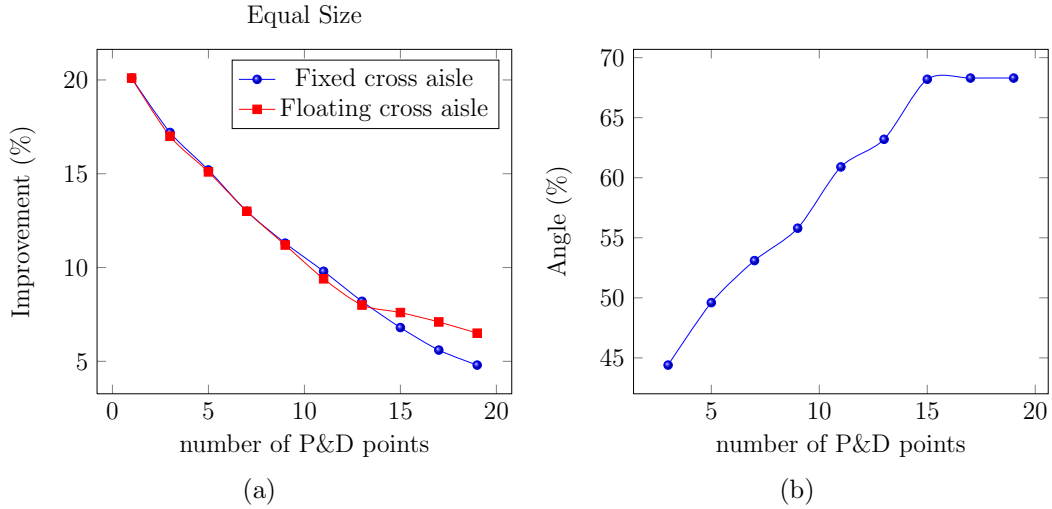 Equal Size
Improvement (%)
20
15
10
5
0
5
10
15
20
number of P&D points
Fixed cross aisle
Floating cross aisle
(a)
Angle (%)
70
65
60
55
50
45
5
10
15
20
number of P&D points
(b)